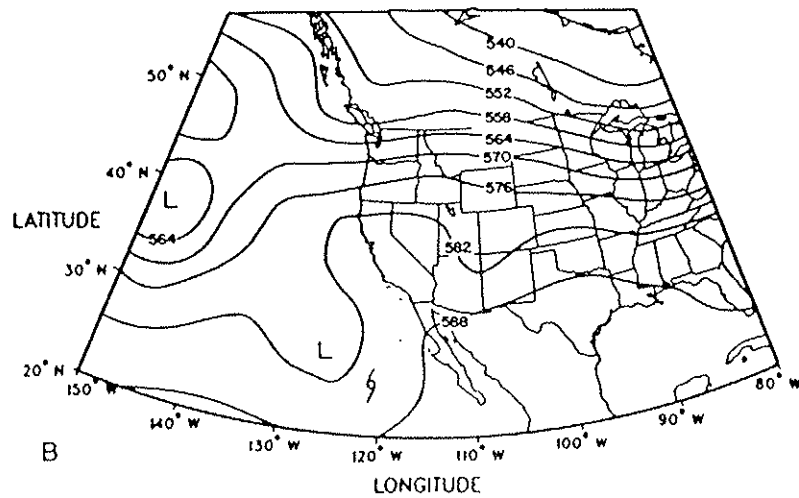 540
546
552
558
564
570
576
582
588
L
564
L
50° N
40° N
LATITUDE
30° N
20° N
150° W
140° W
130° W
120° W
110° W
100° W
90° W
80° W
B
LONGITUDE